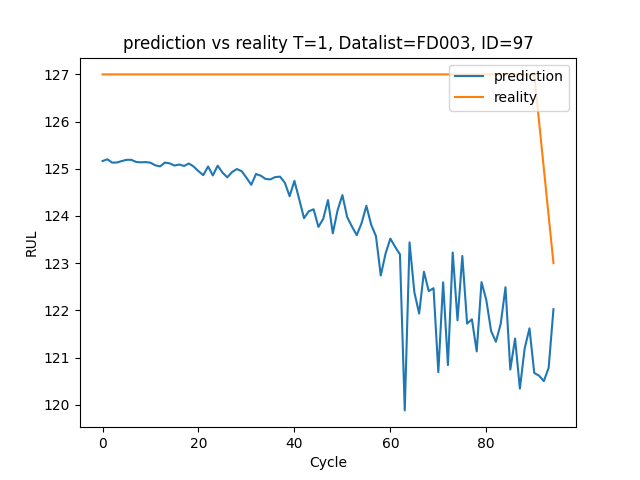 prediction vs reality T=1, Datalist=FD003, ID=97
127
126
125
124
123
122
121
120
RUL
prediction
reality
0
20
40
60
80
Cycle